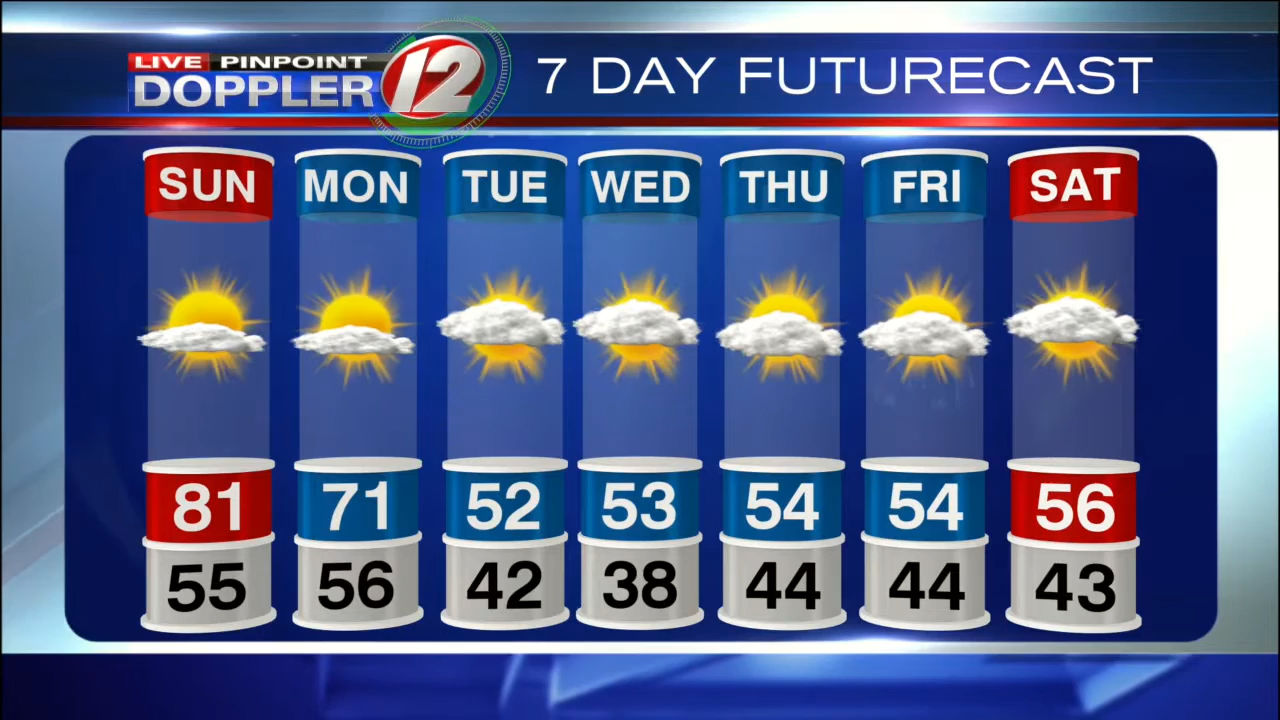 LIVE PINPOINT
DOPPLER 12
7 DAY FUTURECAST
SUN MON TUE WED THU FRI SAT
81 71 52 53 54 54 56
55 56 42 38 44 44 43